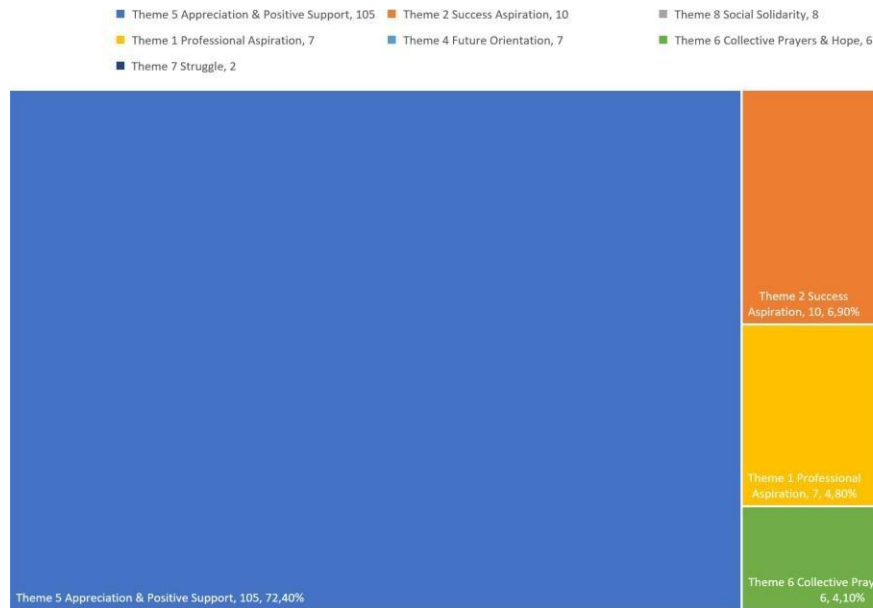 Theme 5 Appreciation & Positive Support, 105
Theme 2 Success Aspiration, 10
Theme 8 Social Solidarity, 8
Theme 1 Professional Aspiration, 7
Theme 4 Future Orientation, 7
Theme 6 Collective Prayers & Hope, 6
Theme 7 Struggle, 2
Theme 2 Success
Aspiration, 10, 6,90%
Theme 1 Professional
Aspiration, 7, 4,80%
Theme 6 Collective Pray
6, 4,10%
Theme 5 Appreciation & Positive Support, 105, 72,40%